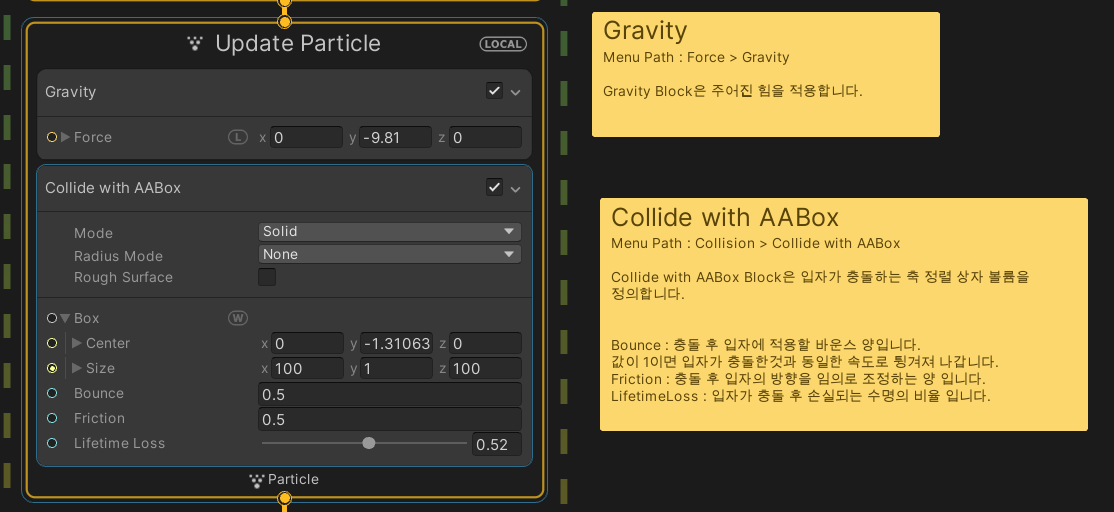 Update Particle
LOCAL
Gravity
Force L x 0 y -9.81 z 0
Collide with AABox
Mode Solid
Radius Mode None
Rough Surface
Box W
Center x 0 y -1.31063 z 0
Size x 100 y 1 z 100
Bounce 0.5
Friction 0.5
Lifetime Loss 0.52
Particle
Gravity
Menu Path : Force > Gravity
Gravity Block은 주어진 힘을 적용합니다.
Collide with AABox
Menu Path : Collision > Collide with AABox
Collide with AABox Block은 입자가 충돌하는 축 정렬 상자 볼륨을
정의합니다.
Bounce : 충돌 후 입자에 적용할 바운스 양입니다.
값이 1이면 입자가 충돌한것과 동일한 속도로 튕겨져 나갑니다.
Friction : 충돌 후 입자의 방향을 임의로 조정하는 양 입니다.
LifetimeLoss : 입자가 충돌 후 손실되는 수명의 비율 입니다.